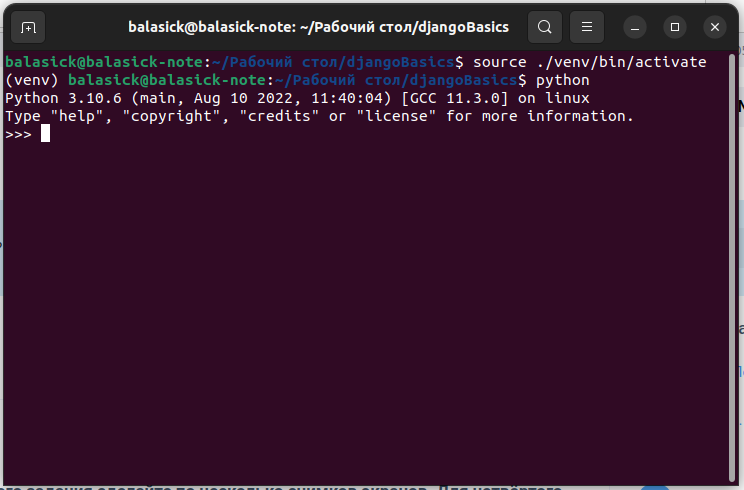 balasick@balasick-note: ~/Рабочий стол/djangoBasics
balasick@balasick-note:~/Рабочий стол/djangoBasics$ source ./venv/bin/activate
(venv) balasick@balasick-note:~/Рабочий стол/djangoBasics$ python
Python 3.10.6 (main, Aug 10 2022, 11:40:04) [GCC 11.3.0] on linux
Type "help", "copyright", "credits" or "license" for more information.
>>>